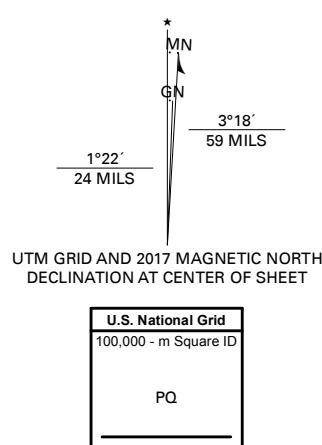 MN
GN
3°18´
59 MILS
1°22´
24 MILS
UTM GRID AND 2017 MAGNETIC NORTH
DECLINATION AT CENTER OF SHEET
U.S. National Grid
100,000 - m Square ID
PQ